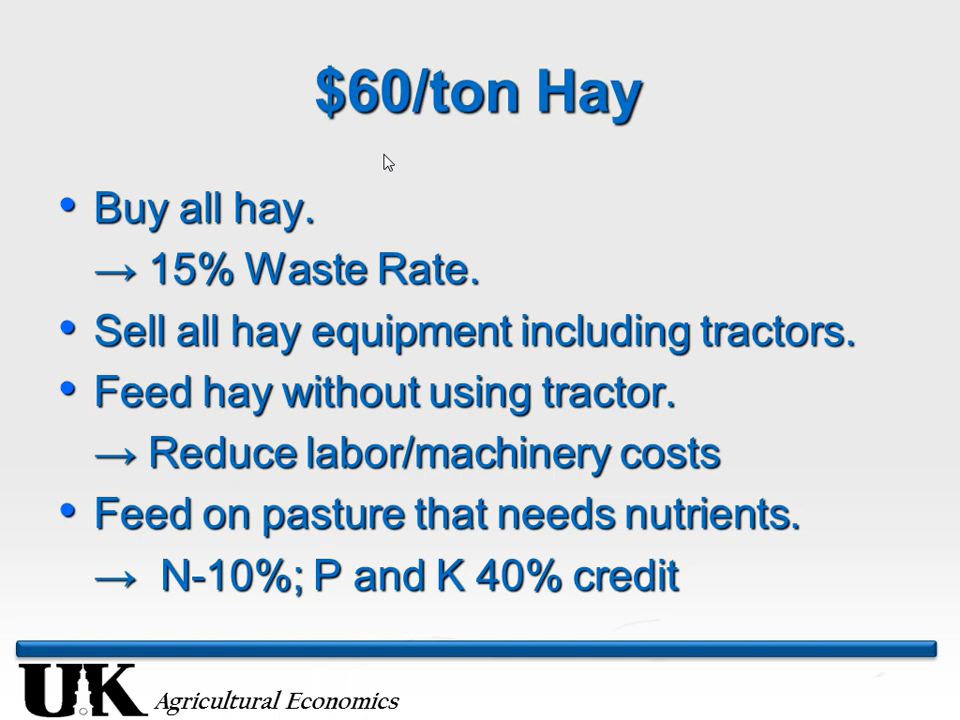 $60/ton Hay
• Buy all hay.
→ 15% Waste Rate.
• Sell all hay equipment including tractors.
• Feed hay without using tractor.
→ Reduce labor/machinery costs
• Feed on pasture that needs nutrients.
→ N-10%; P and K 40% credit
UK Agricultural Economics